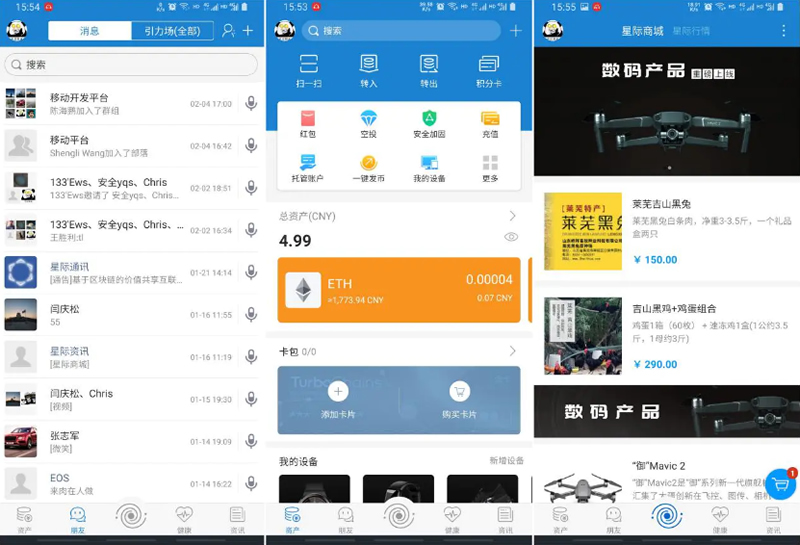 15:54
消息
引力场(全部)
搜索
移动开发平台
02-04 17:00
陈海鹏加入了群组
移动平台
02-04 16:42
Shengli Wang加入了部落
133'Ews、安全yqs、Chris
02-02 18:51
133'Ews邀请了 安全yqs、Chris...
133'Ews、安全yqs、Chris、...
02-02 16:34
王胜利:tl
星际通讯
01-21 14:14
[通告]基于区块链的价值共享互联...
闫庆松
01-16 11:55
55
星际资讯
01-16 11:19
[星际商城]
闫庆松、Chris
01-15 19:30
[视频]
张志军
01-14 19:09
[微笑]
EOS
01-14 16:22
来肉在人做
资产
朋友
健康
资讯
15:53
搜索
扫一扫
转入
转出
积分卡
红包
空投
安全加固
充值
托管账户
一键发币
我的设备
更多
总资产(CNY)
4.99
ETH
0.00004
≈1,773.94 CNY
0.07 CNY
卡包 0/0
添加卡片
购买卡片
我的设备
新增设备
资产
朋友
健康
资讯
15:55
星际商城
星际行情
数码产品
重磅上线
【莱芜特产】
莱芜黑兔
莱芜吉山黑兔
莱芜黑兔白条肉，净重3-3.5斤，一个礼品
盒两只
¥ 150.00
吉山黑鸡+鸡蛋组合
鸡蛋1箱（60枚）+ 速冻鸡1盒(1公约3.5
斤，1母约3斤)
¥ 290.00
数码产品
“御”Mavic 2
“御”Mavic2是“御”系列新一代旗舰
汇集了大疆创新在飞控、图传、相机
1
资产
朋友
健康
资讯